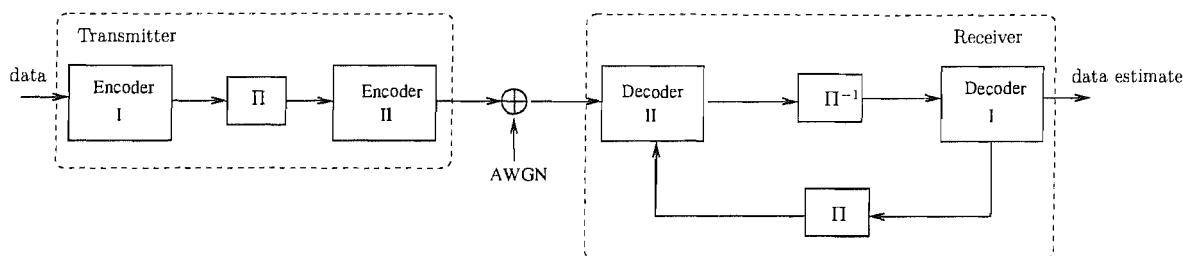 Transmitter
Receiver
data
Encoder
I
Π
Encoder
II
AWGN
Decoder
II
Π⁻¹
Decoder
I
data estimate
Π